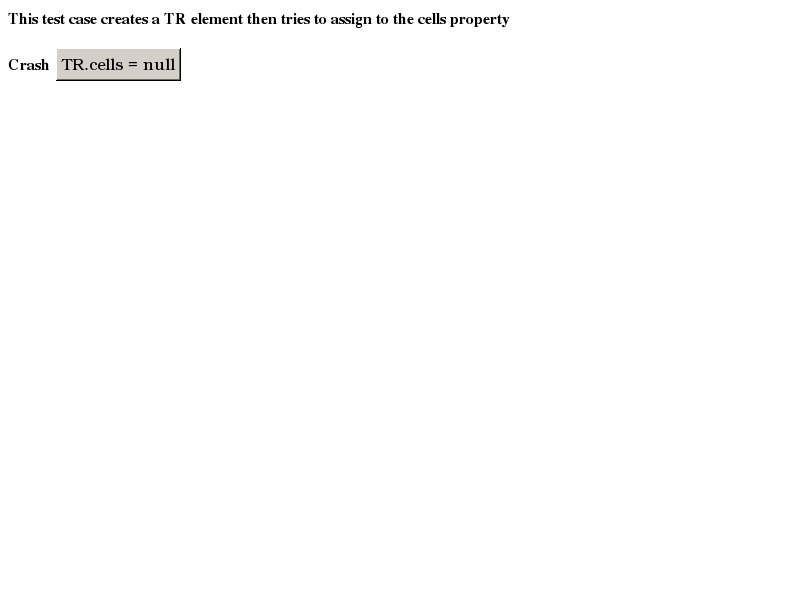 This test case creates a TR element then tries to assign to the cells property
Crash TR.cells = null